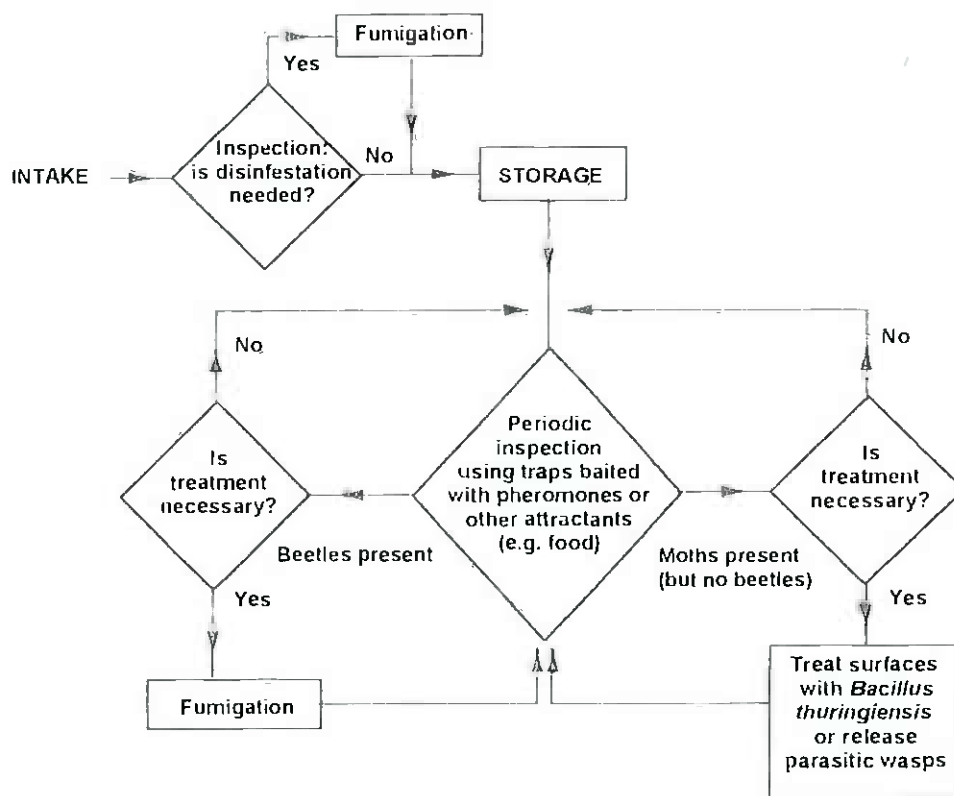 Fumigation
Yes
Inspection:
is disinfestation
needed?
No
INTAKE
STORAGE
No
No
Is
treatment
necessary?
Periodic
inspection
using traps baited
with pheromones or
other attractants
(e.g. food)
Is
treatment
necessary?
Beetles present
Moths present
(but no beetles)
Yes
Yes
Fumigation
Treat surfaces
with Bacillus
thuringiensis
or release
parasitic wasps